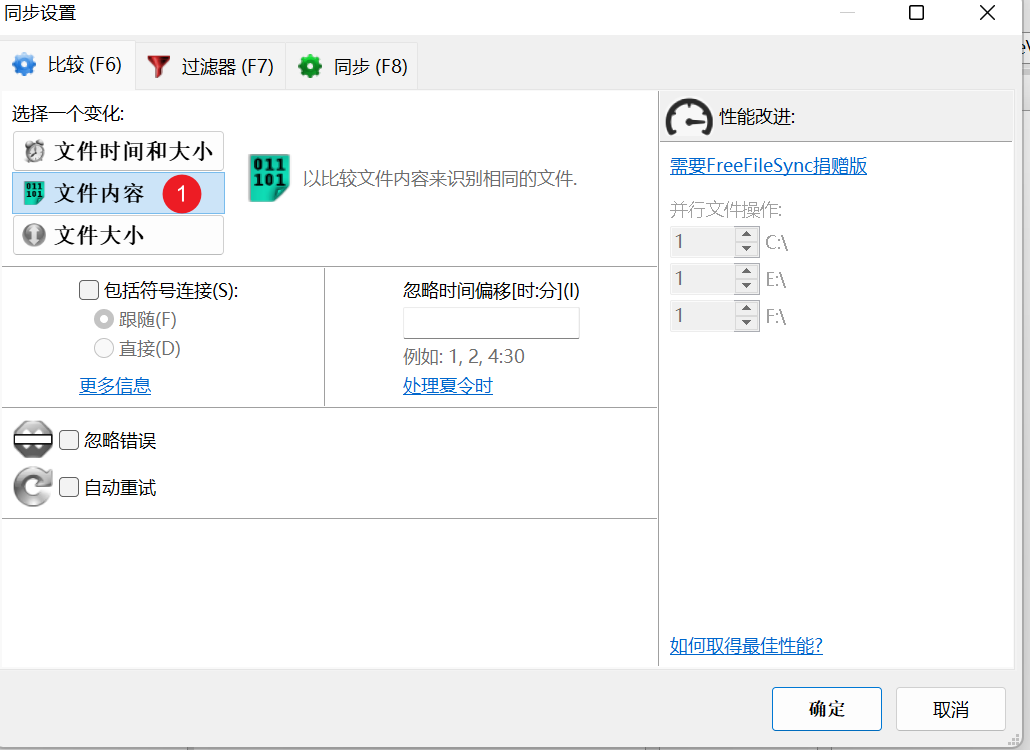 同步设置
比较 (F6)
过滤器 (F7)
同步 (F8)
选择一个变化:
文件时间和大小
文件内容
1
文件大小
011
101
以比较文件内容来识别相同的文件.
包括符号连接(S):
跟随(F)
直接(D)
更多信息
忽略时间偏移[时:分](I)
例如: 1, 2, 4:30
处理夏令时
忽略错误
自动重试
性能改进:
需要FreeFileSync捐赠版
并行文件操作:
1 C:\
1 E:\
1 F:\
如何取得最佳性能?
确定
取消